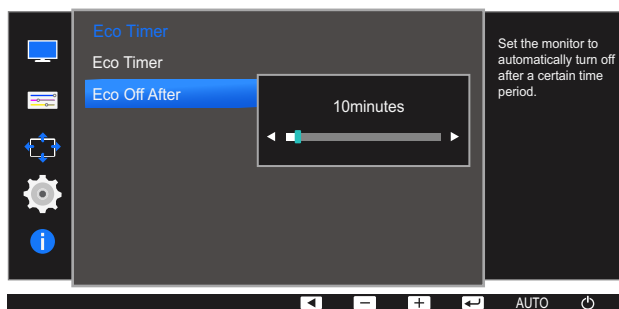 Eco Timer
Eco Timer
Eco Off After
10minutes
Set the monitor to
automatically turn off
after a certain time
period.
AUTO